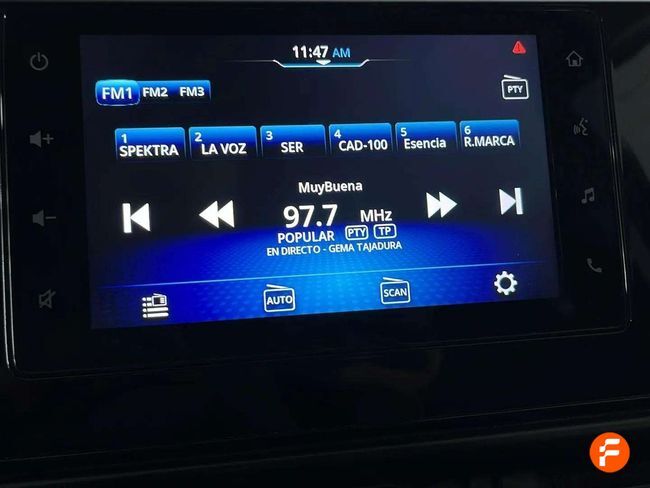 11:47 AM
FM1 FM2 FM3
PTY
1 SPEKTRA
2 LA VOZ
3 SER
4 CAD-100
5 Esencia
6 R.MARCA
MuyBuena
97.7 MHz
POPULAR PTY TP
EN DIRECTO - GEMA TAJADURA
AUTO
SCAN